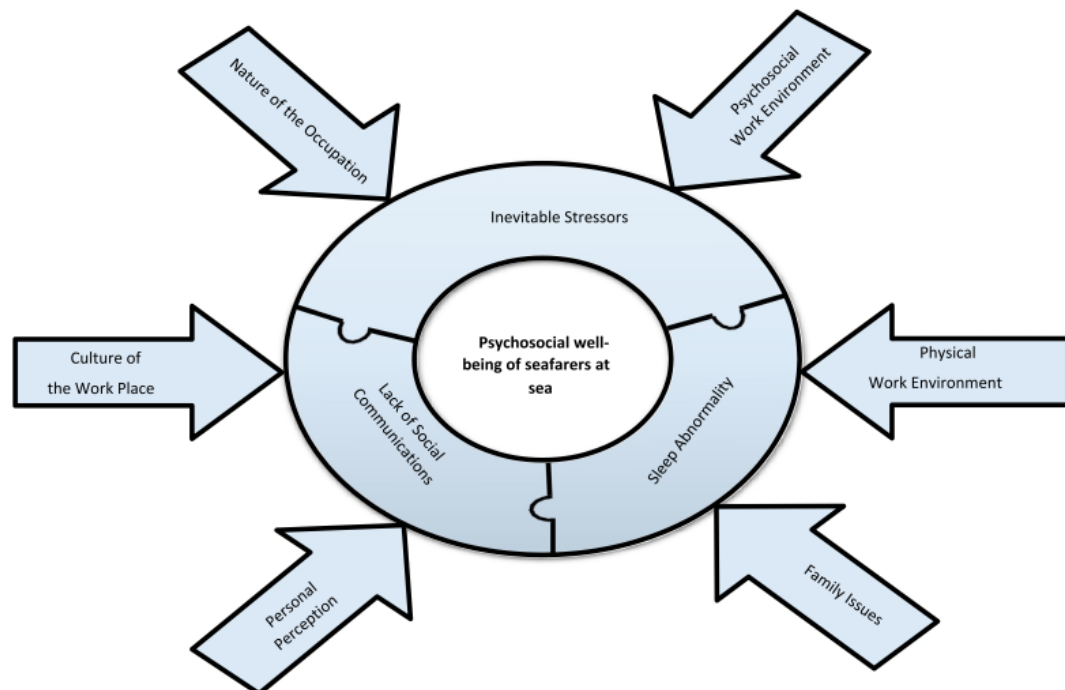 Nature of the Occupation
Psychosocial
Work Environment
Inevitable Stressors
Psychosocial well-
being of seafarers at
sea
Culture of
the Work Place
Physical
Work Environment
Lack of Social
Communications
Sleep Abnormality
Personal
Perception
Family Issues